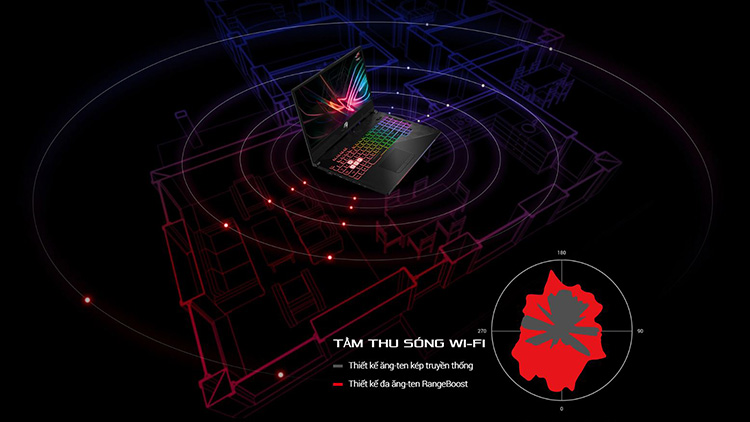 180
270
90
TẦM THU SÓNG WI-FI
Thiết kế ăng-ten kép truyền thống
Thiết kế đa ăng-ten RangeBoost
0